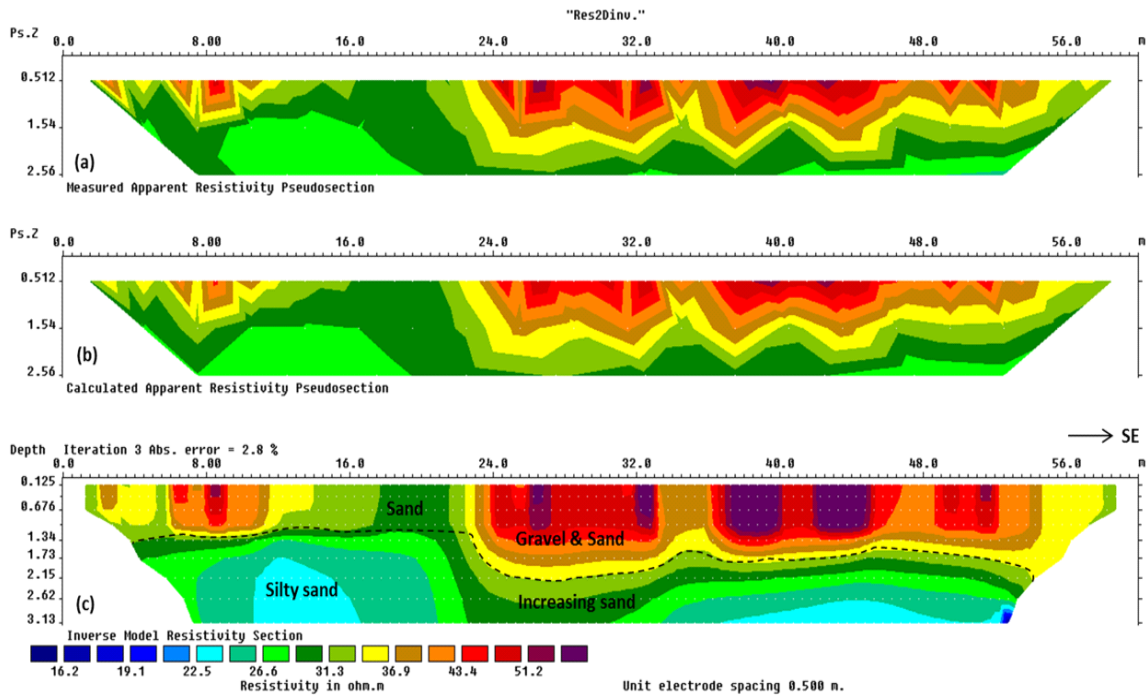 "Res2Dinv."
Ps.Z 0.0 8.00 16.0 24.0 32.0 40.0 48.0 56.0 m
0.512
1.54
(a)
2.56
Measured Apparent Resistivity Pseudosection
Ps.Z 0.0 8.00 16.0 24.0 32.0 40.0 48.0 56.0 m
0.512
1.54
(b)
2.56
Calculated Apparent Resistivity Pseudosection
SE
Depth Iteration 3 Abs. error = 2.8 %
0.0 8.00 16.0 24.0 32.0 40.0 48.0 56.0 m
0.125
0.676 Sand
1.34 Gravel & Sand
1.73
2.15
Silty sand
2.62 (c) Increasing sand
3.13
Inverse Model Resistivity Section
16.2 19.1 22.5 26.6 31.3 36.9 43.4 51.2
Resistivity in ohm.m Unit electrode spacing 0.500 m.